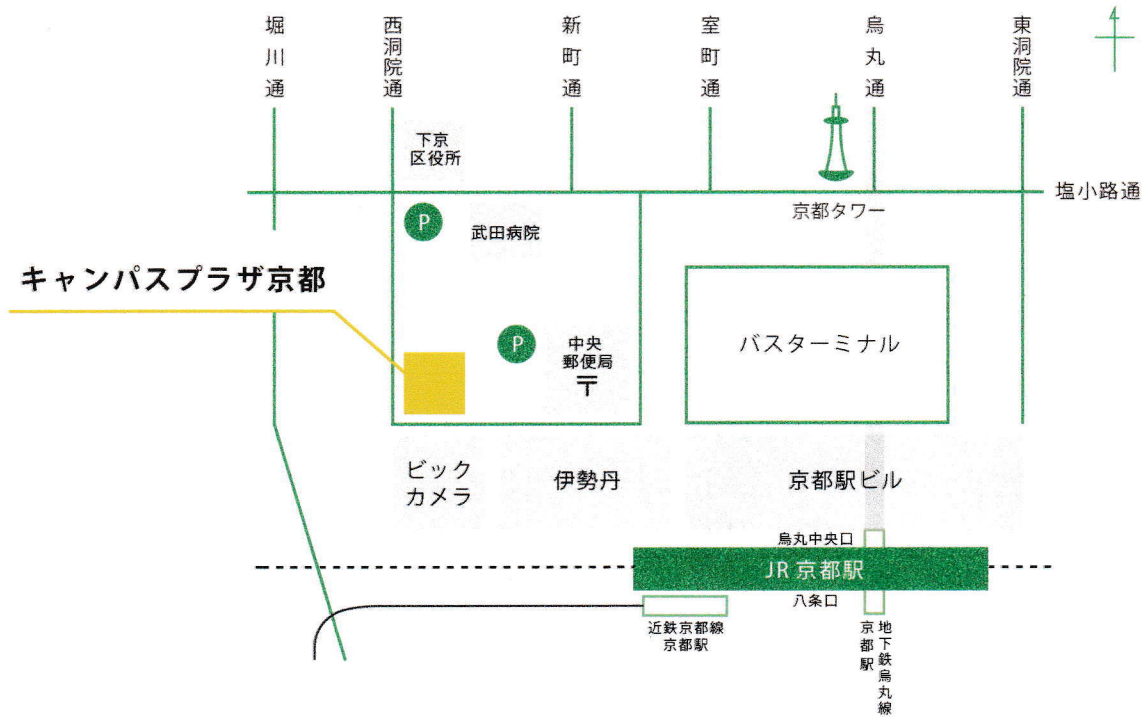 堀川通
西洞院通
新町通
室町通
烏丸通
東洞院通
下京
区役所
塩小路通
京都タワー
P
武田病院
キャンパスプラザ京都
P
中央
郵便局
〒
バスターミナル
ビック
カメラ
伊勢丹
京都駅ビル
烏丸中央口
JR 京都駅
八条口
近鉄京都線
京都駅
地下鉄烏丸線
京都駅